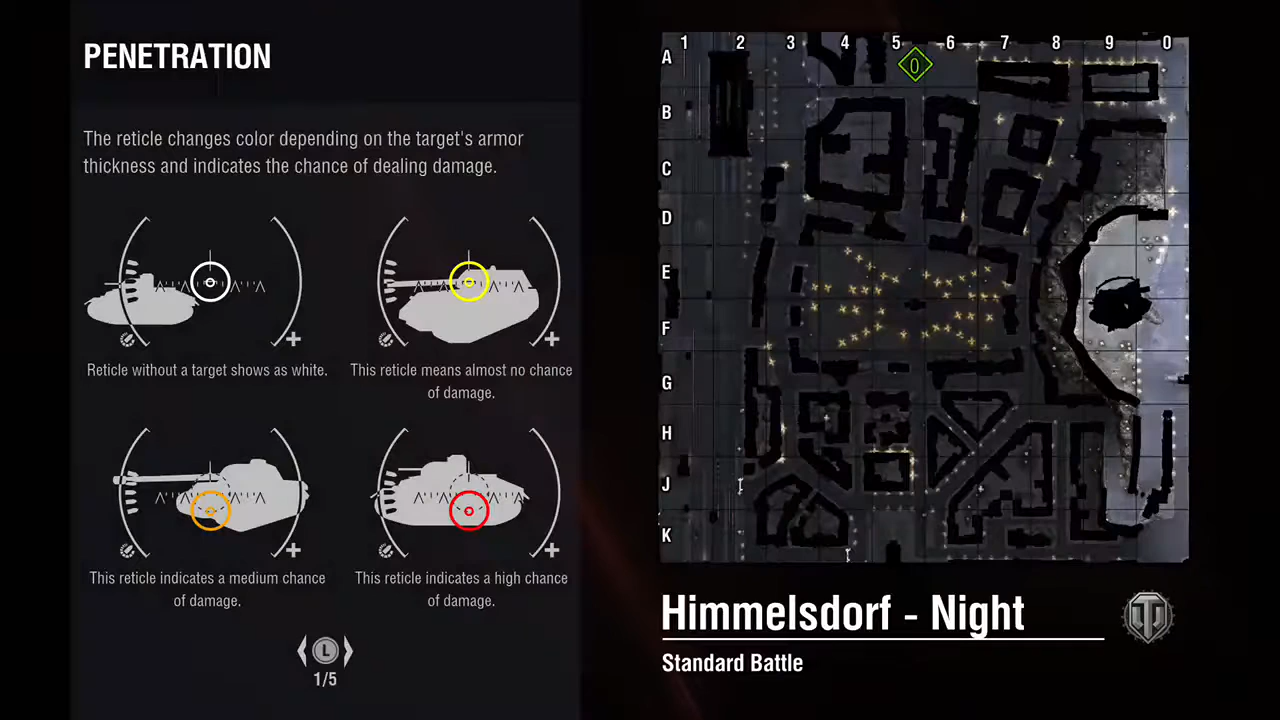 PENETRATION
The reticle changes color depending on the target's armor
thickness and indicates the chance of dealing damage.
Reticle without a target shows as white.
This reticle means almost no chance
of damage.
This reticle indicates a medium chance
of damage.
This reticle indicates a high chance
of damage.
L
1/5
1 2 3 4 5 6 7 8 9 0
A
0
B
C
D
E
F
G
H
J
K
Himmelsdorf - Night
Standard Battle